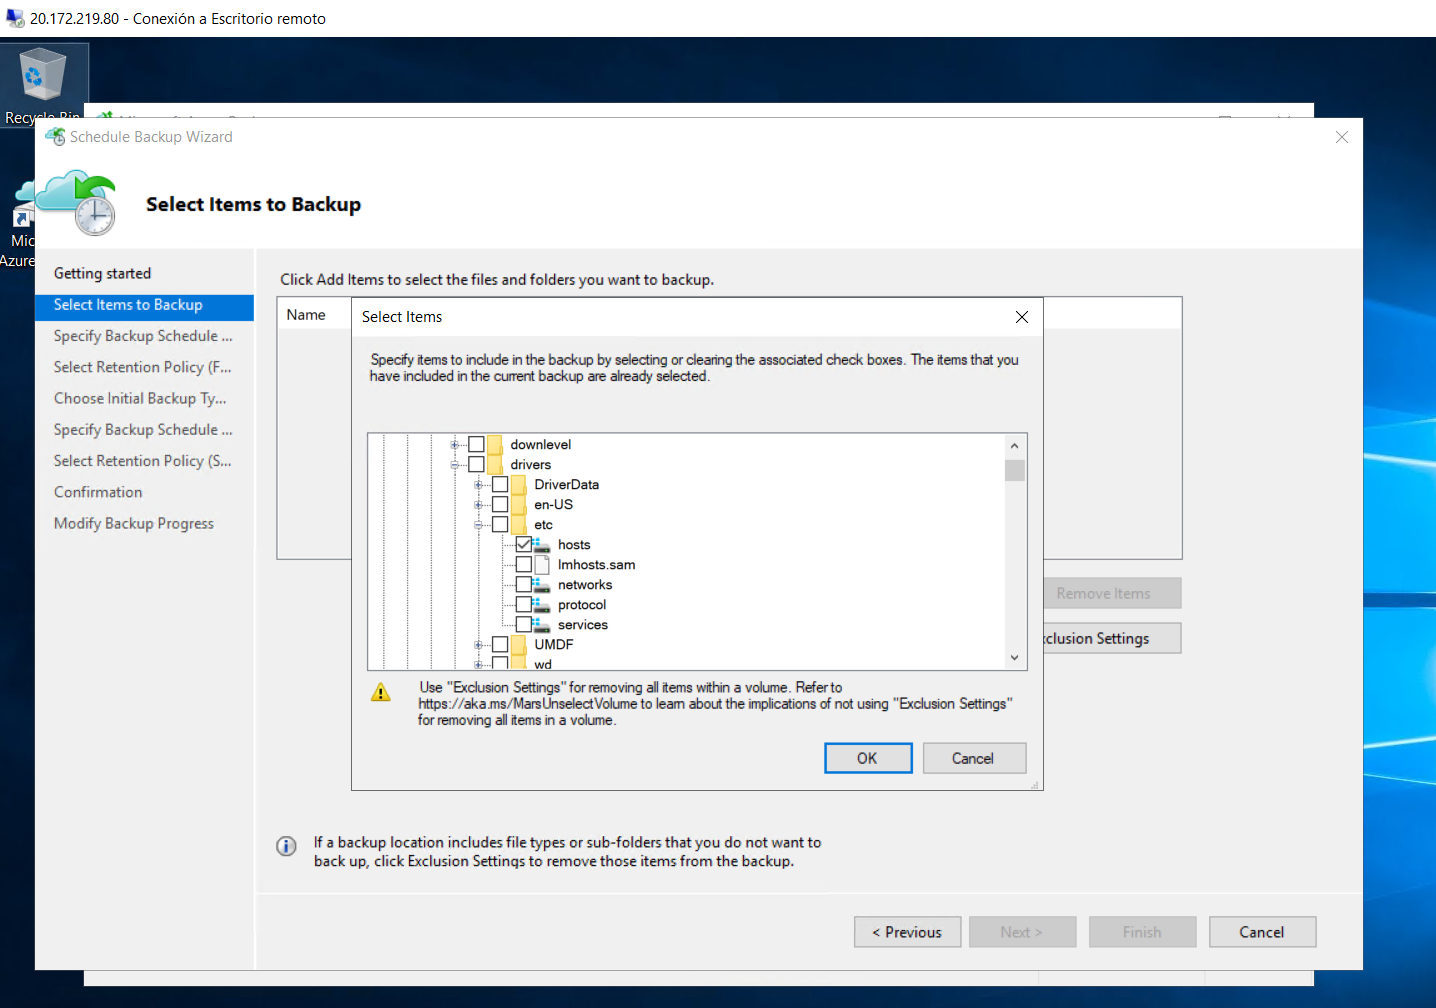 20.172.219.80 - Conexión a Escritorio remoto
Recycle Bin
Schedule Backup Wizard
Select Items to Backup
Mic
Azure
Getting started
Select Items to Backup
Specify Backup Schedule ...
Select Retention Policy (F...
Choose Initial Backup Ty...
Specify Backup Schedule ...
Select Retention Policy (S...
Confirmation
Modify Backup Progress
Click Add Items to select the files and folders you want to backup.
Name
Select Items
Specify items to include in the backup by selecting or clearing the associated check boxes. The items that you
have included in the current backup are already selected.
downlevel
drivers
DriverData
en-US
etc
hosts
lmhosts.sam
networks
protocol
services
UMDF
wd
Remove Items
xclusion Settings
Use "Exclusion Settings" for removing all items within a volume. Refer to
https://aka.ms/MarsUnselectVolume to learn about the implications of not using "Exclusion Settings"
for removing all items in a volume.
OK
Cancel
If a backup location includes file types or sub-folders that you do not want to
back up, click Exclusion Settings to remove those items from the backup.
< Previous
Next >
Finish
Cancel